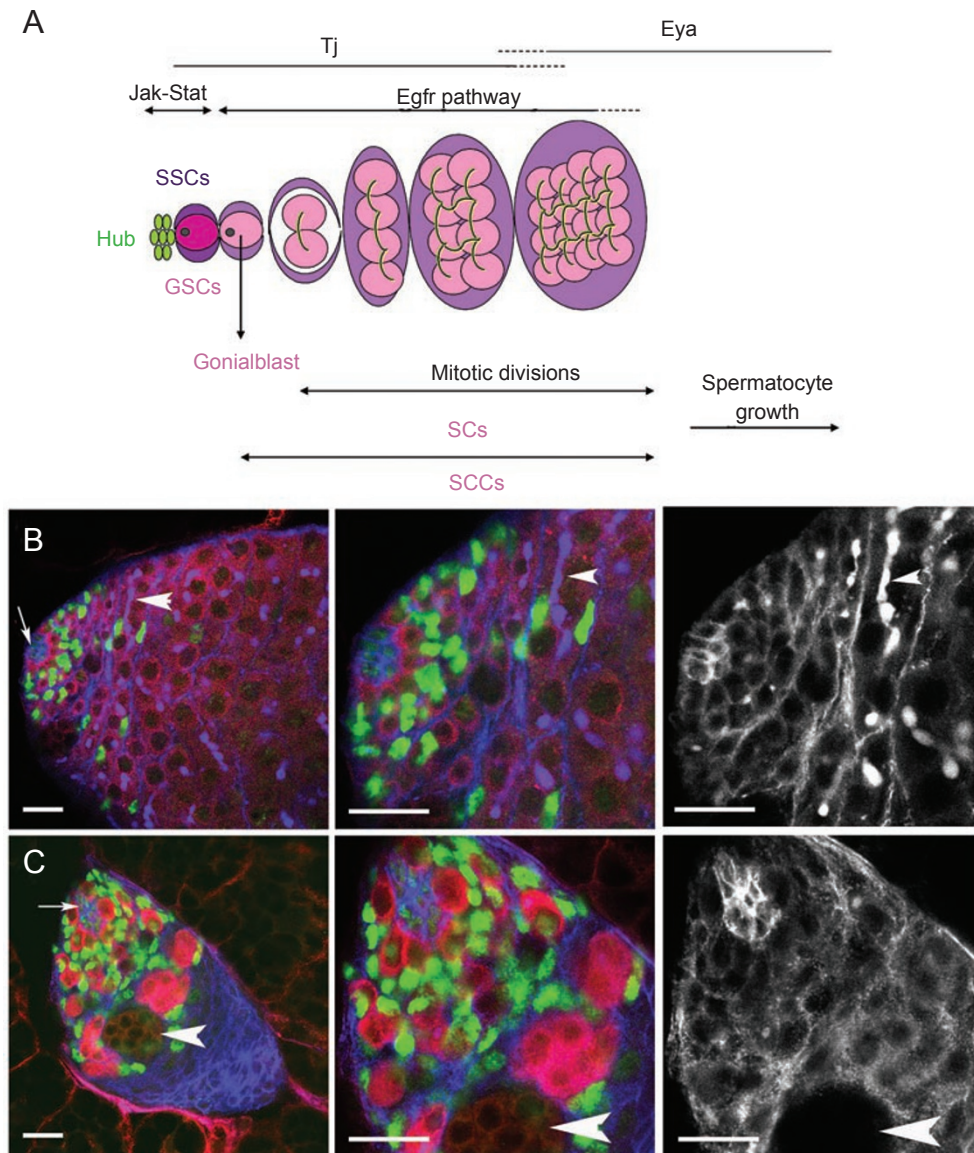 A
Eya
Tj
Jak-Stat
Egfr pathway
SSCs
Hub
GSCs
Gonialblast
Mitotic divisions
Spermatocyte
growth
SCs
SCCs
B
C